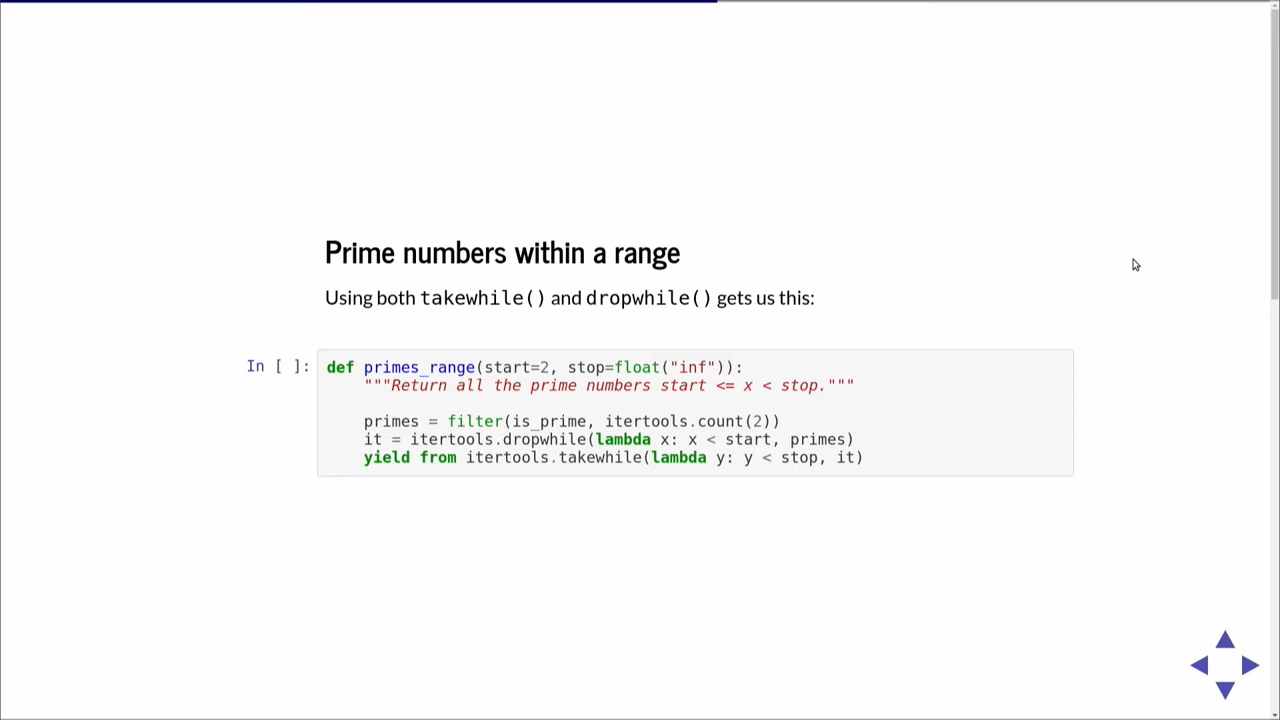 Prime numbers within a range
Using both takewhile() and dropwhile() gets us this:
In [ ]: def primes_range(start=2, stop=float("inf")):
"""Return all the prime numbers start <= x < stop."""
primes = filter(is_prime, itertools.count(2))
it = itertools.dropwhile(lambda x: x < start, primes)
yield from itertools.takewhile(lambda y: y < stop, it)